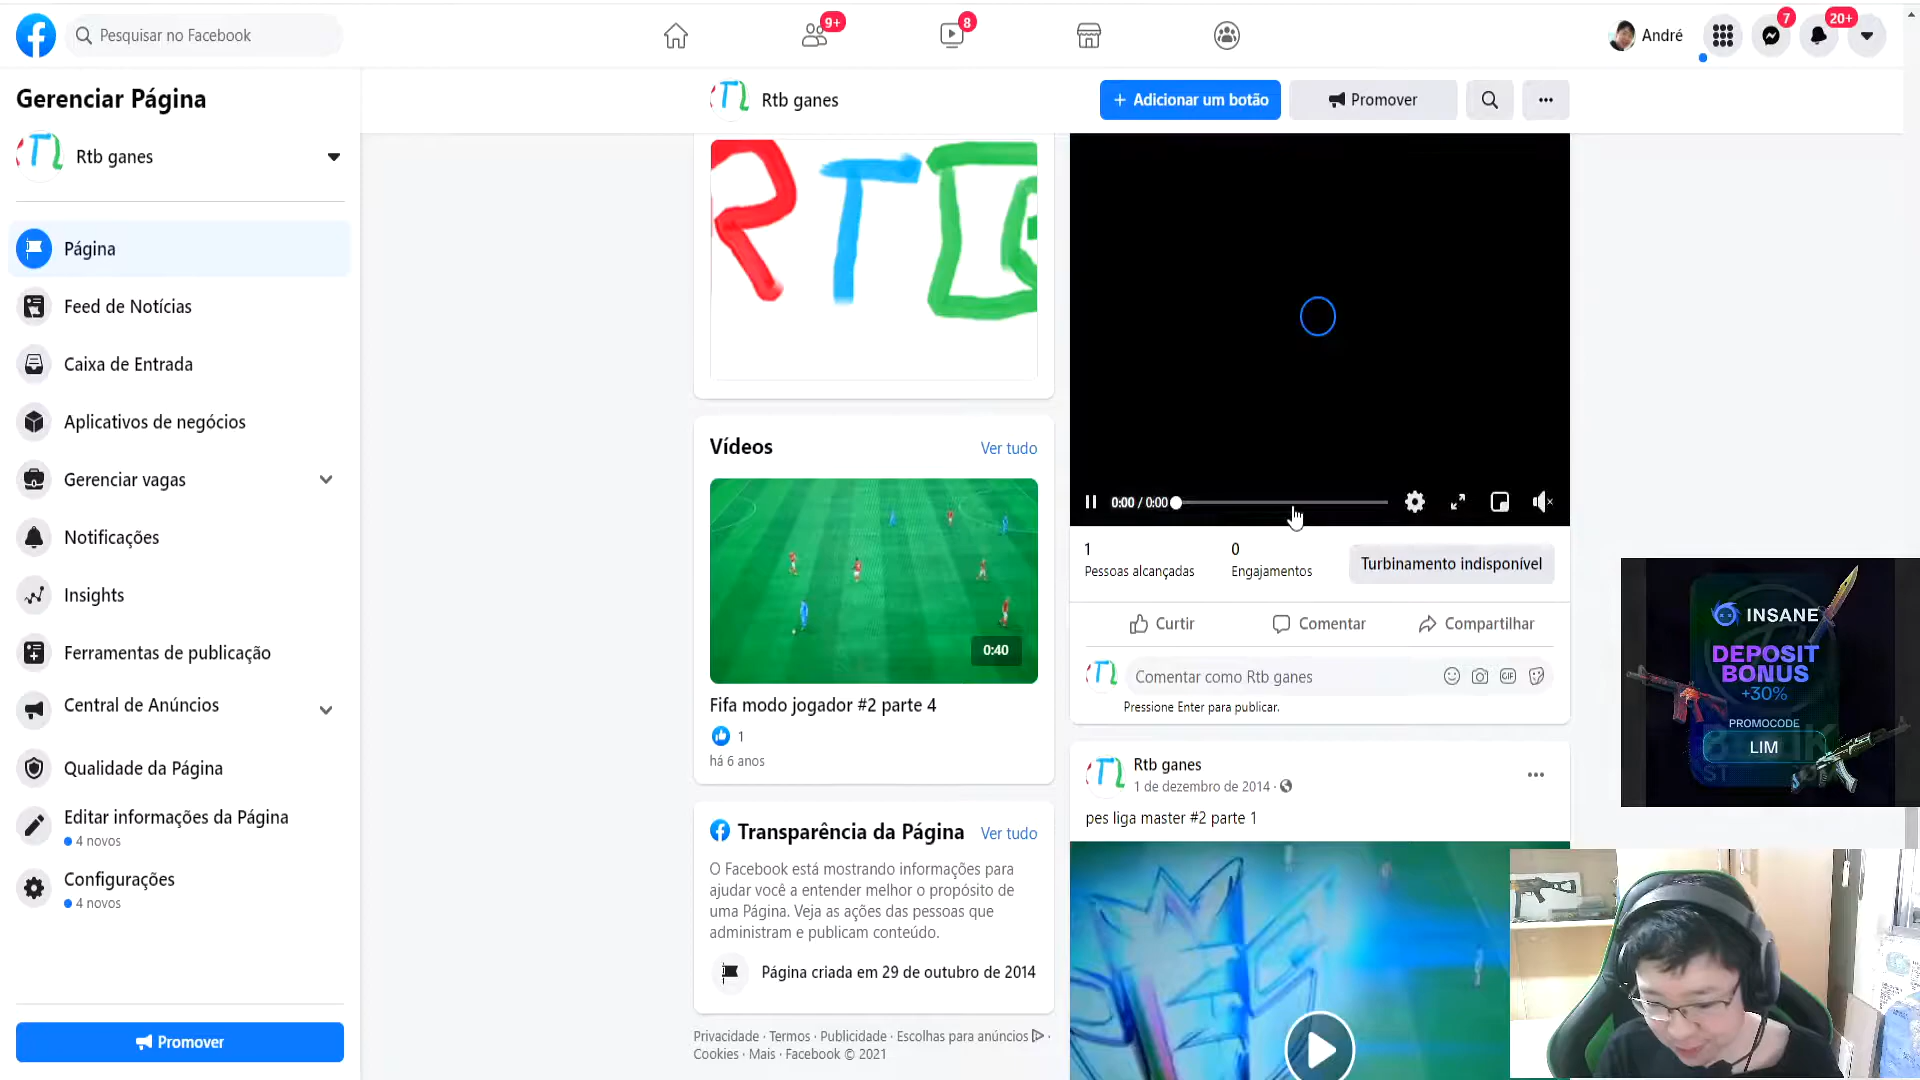 Pesquisar no Facebook
9+
8
André
7
20+
Gerenciar Página
Rtb ganes
Página
Feed de Notícias
Caixa de Entrada
Aplicativos de negócios
Gerenciar vagas
Notificações
Insights
Ferramentas de publicação
Central de Anúncios
Qualidade da Página
Editar informações da Página
4 novos
Configurações
4 novos
Promover
Rtb ganes
+ Adicionar um botão
Promover
RTG
Vídeos
Ver tudo
0:40
Fifa modo jogador #2 parte 4
1
há 6 anos
Transparência da Página
Ver tudo
O Facebook está mostrando informações para
ajudar você a entender melhor o propósito de
uma Página. Veja as ações das pessoas que
administram e publicam conteúdo.
Página criada em 29 de outubro de 2014
Privacidade · Termos · Publicidade · Escolhas para anúncios ·
Cookies · Mais · Facebook © 2021
0:00 / 0:00
1
Pessoas alcançadas
0
Engajamentos
Turbinamento indisponível
Curtir
Comentar
Compartilhar
Comentar como Rtb ganes
GIF
Pressione Enter para publicar.
Rtb ganes
1 de dezembro de 2014 ·
pes liga master #2 parte 1
INSANE
DEPOSIT
BONUS
+30%
PROMOCODE
LIM